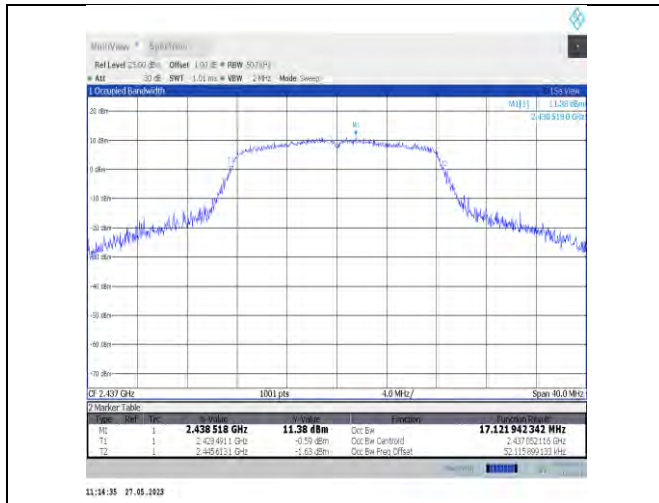 MultiView Spectrum
Ref Level 25.00 dBm Offset 1.00 dB RBW 500 kHz
Att 30 dB SWT 1.01 ms VBW 2 MHz Mode Sweep
1 Occupied Bandwidth
M1[1] 11.38 dBm
2.438 519 0 GHz
20 dBm
M1
10 dBm
0 dBm
-10 dBm
-20 dBm
-30 dBm
-40 dBm
-50 dBm
-60 dBm
-70 dBm
CF 2.437 GHz 1001 pts 4.0 MHz/ Span 40.0 MHz
2 Marker Table
Type Ref Trc X-Value Y-Value Function Function Result
M1 1 2.438 518 GHz 11.38 dBm Occ Bw 17.121 942 342 MHz
T1 1 2.428 491 1 GHz -0.59 dBm Occ Bw Centroid 2.437 052 116 GHz
T2 1 2.445 613 1 GHz -1.63 dBm Occ Bw Freq Offset 52.115 899 133 kHz
11:14:35 27.05.2023